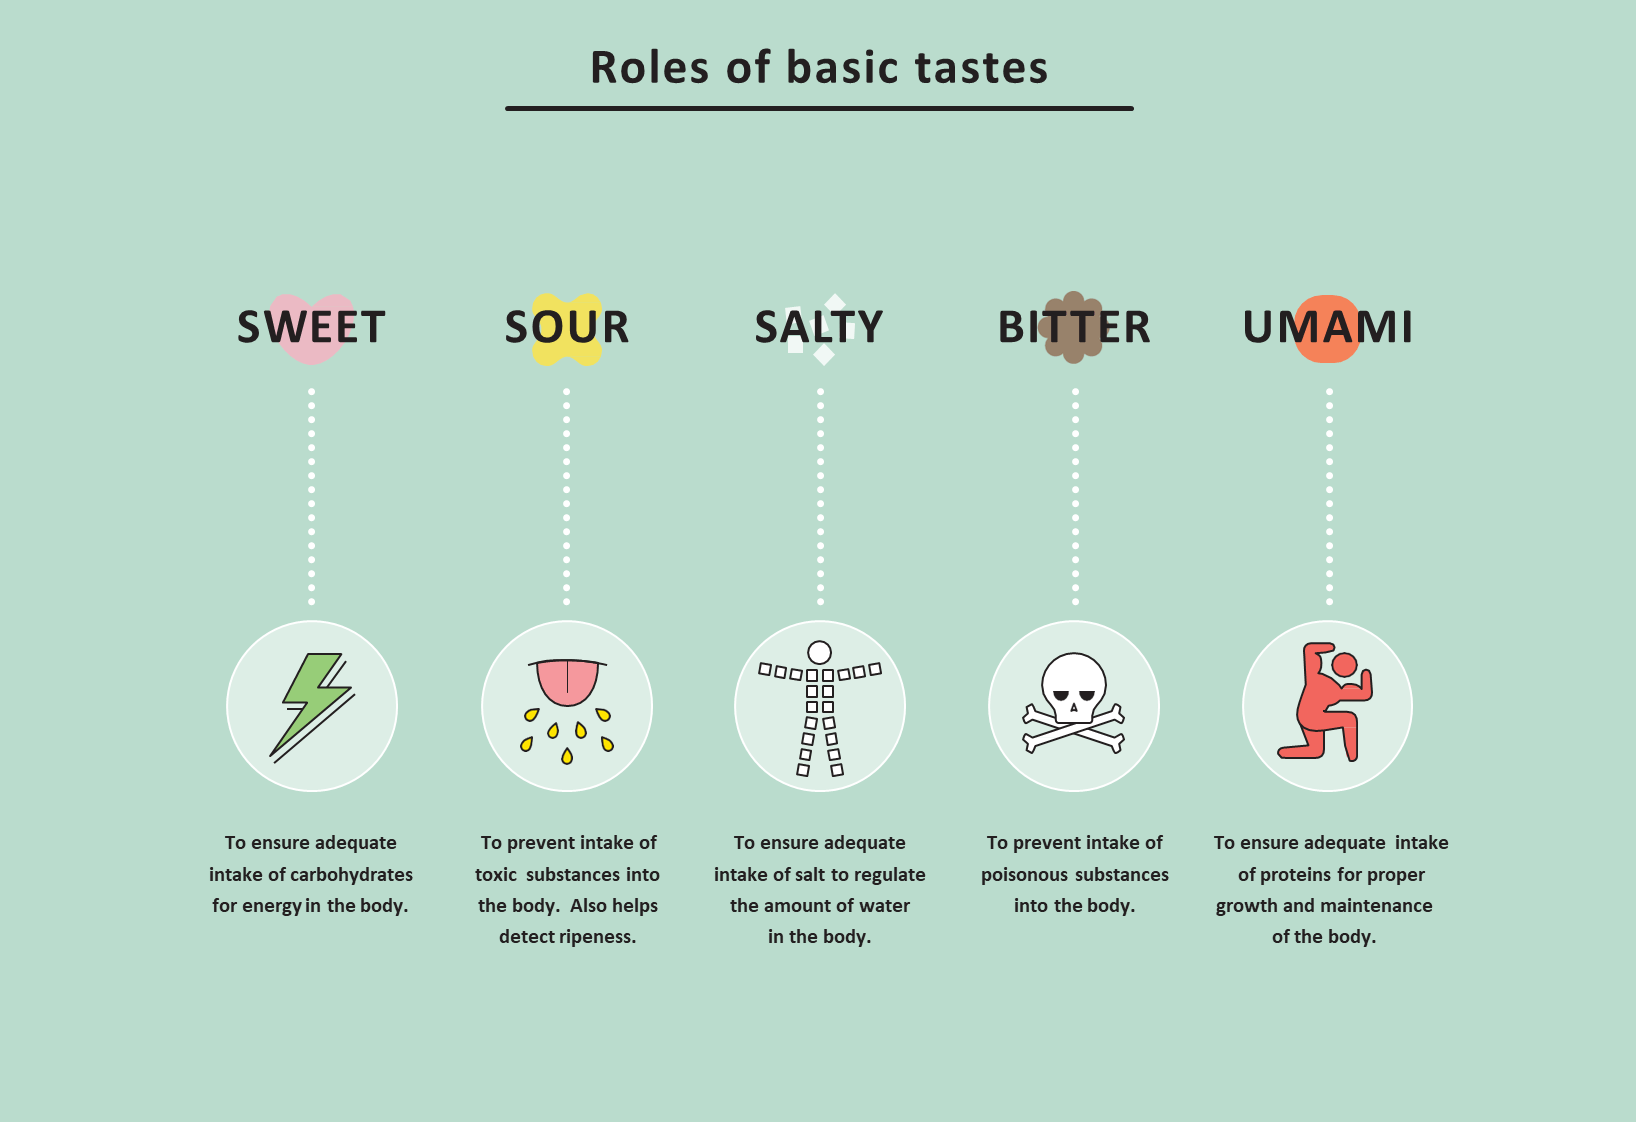 Roles of basic tastes
SWEET
SOUR
SALTY
BITTER
UMAMI
To ensure adequate
intake of carbohydrates
for energy in the body.
To prevent intake of
toxic substances into
the body. Also helps
detect ripeness.
To ensure adequate
intake of salt to regulate
the amount of water
in the body.
To prevent intake of
poisonous substances
into the body.
To ensure adequate intake
of proteins for proper
growth and maintenance
of the body.